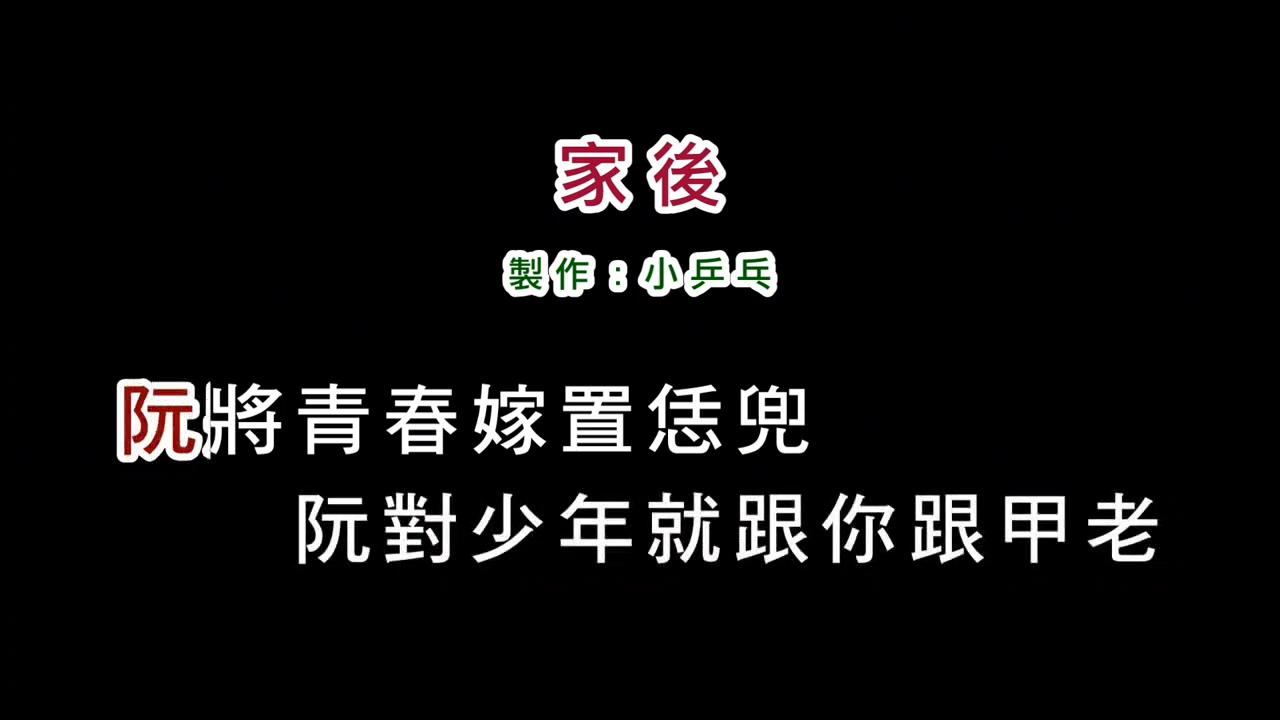 家後
製作：小乒乓
阮將青春嫁置恁兜
阮對少年就跟你跟甲老